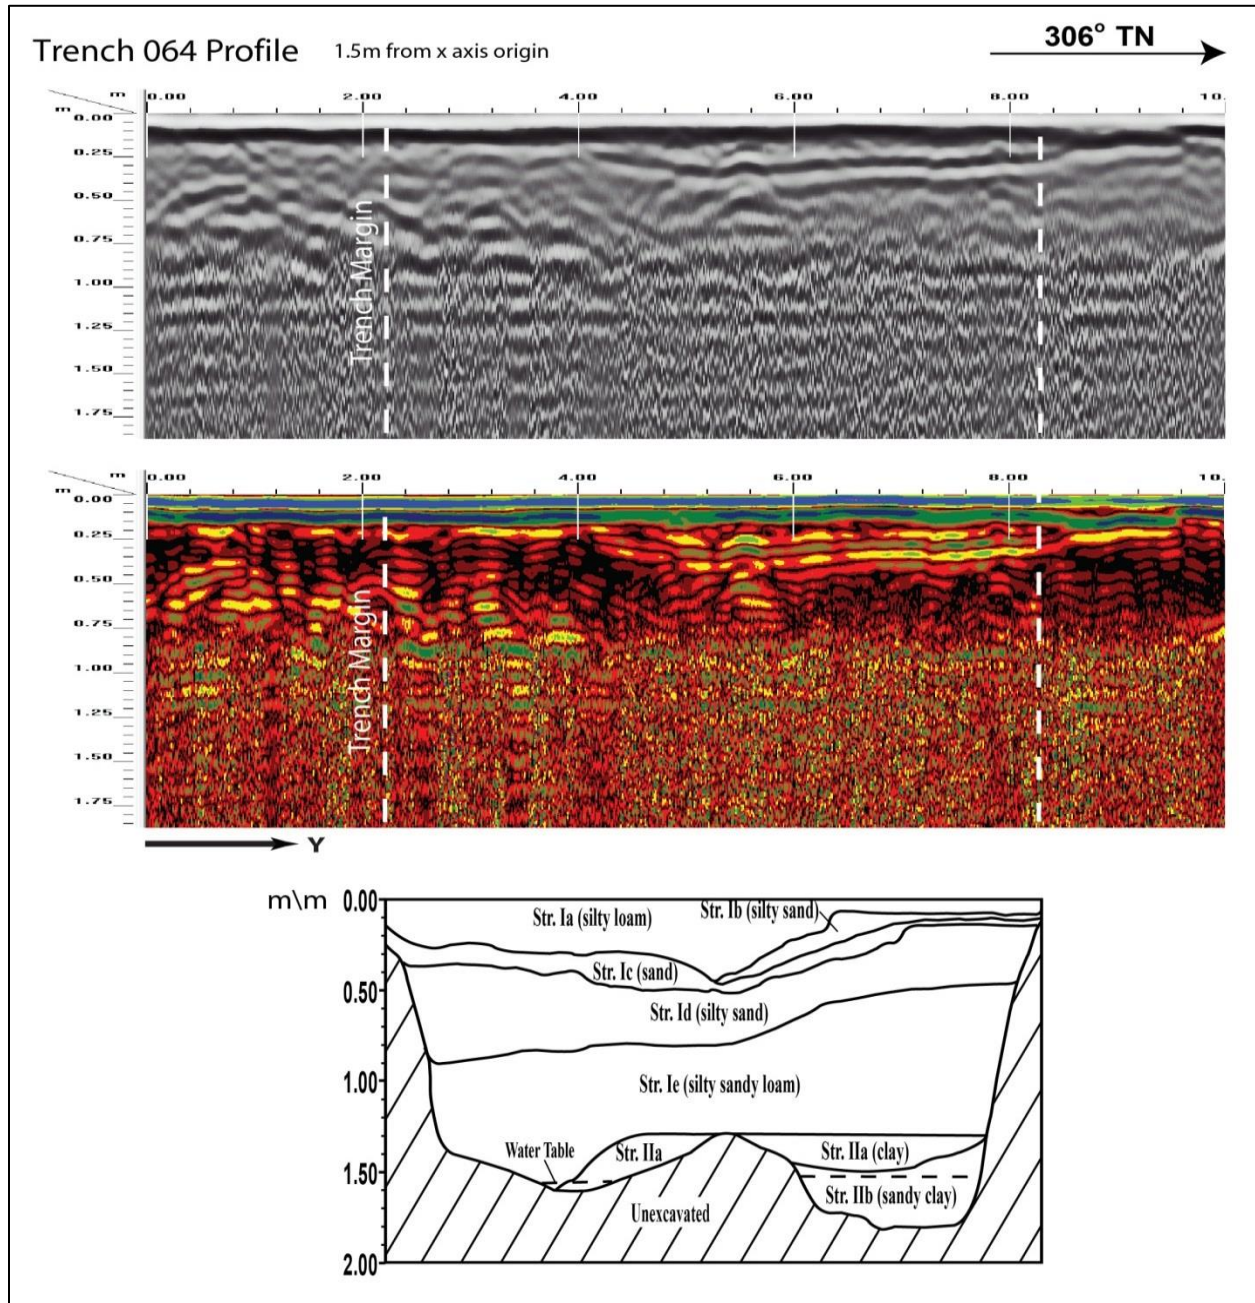 Trench 064 Profile 1.5m from x axis origin
306° TN
m 0.00 2.00 4.00 6.00 8.00 10.
m
0.00
0.25
0.50
0.75
1.00
1.25
1.50
1.75
Trench Margin
m 0.00 2.00 4.00 6.00 8.00 10.
m
0.00
0.25
0.50
0.75
1.00
1.25
1.50
1.75
Trench Margin
Y
m\m
0.00
0.50
1.00
1.50
2.00
Str. Ia (silty loam)
Str. Ib (silty sand)
Str. Ic (sand)
Str. Id (silty sand)
Str. Ie (silty sandy loam)
Water Table
Str. IIa
Str. IIa (clay)
Str. IIb (sandy clay)
Unexcavated